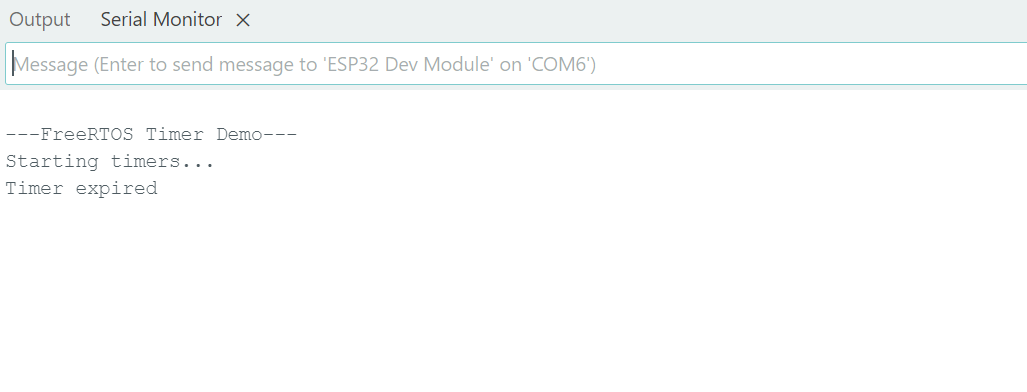 Output Serial Monitor
Message (Enter to send message to 'ESP32 Dev Module' on 'COM6')
---FreeRTOS Timer Demo---
Starting timers...
Timer expired